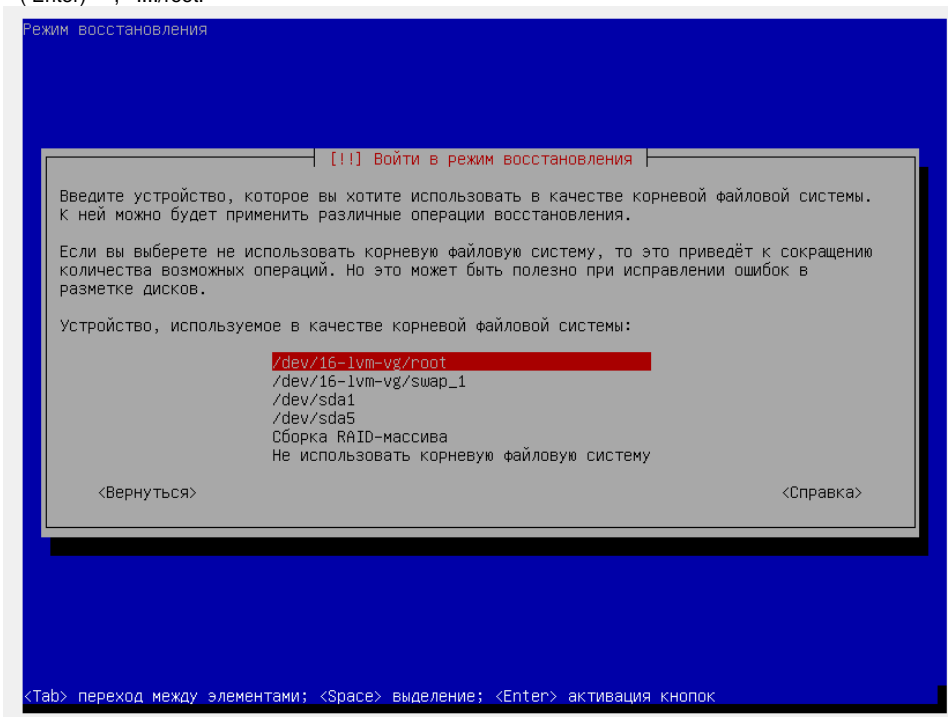 Режим восстановления
[!!] Войти в режим восстановления
Введите устройство, которое вы хотите использовать в качестве корневой файловой системы.
К ней можно будет применить различные операции восстановления.
Если вы выберете не использовать корневую файловую систему, то это приведёт к сокращению
количества возможных операций. Но это может быть полезно при исправлении ошибок в
разметке дисков.
Устройство, используемое в качестве корневой файловой системы:
/dev/16-lvm-vg/root
/dev/16-lvm-vg/swap_1
/dev/sda1
/dev/sda5
Сборка RAID-массива
Не использовать корневую файловую систему
<Вернуться> <Справка>
<Tab> переход между элементами; <Space> выделение; <Enter> активация кнопок